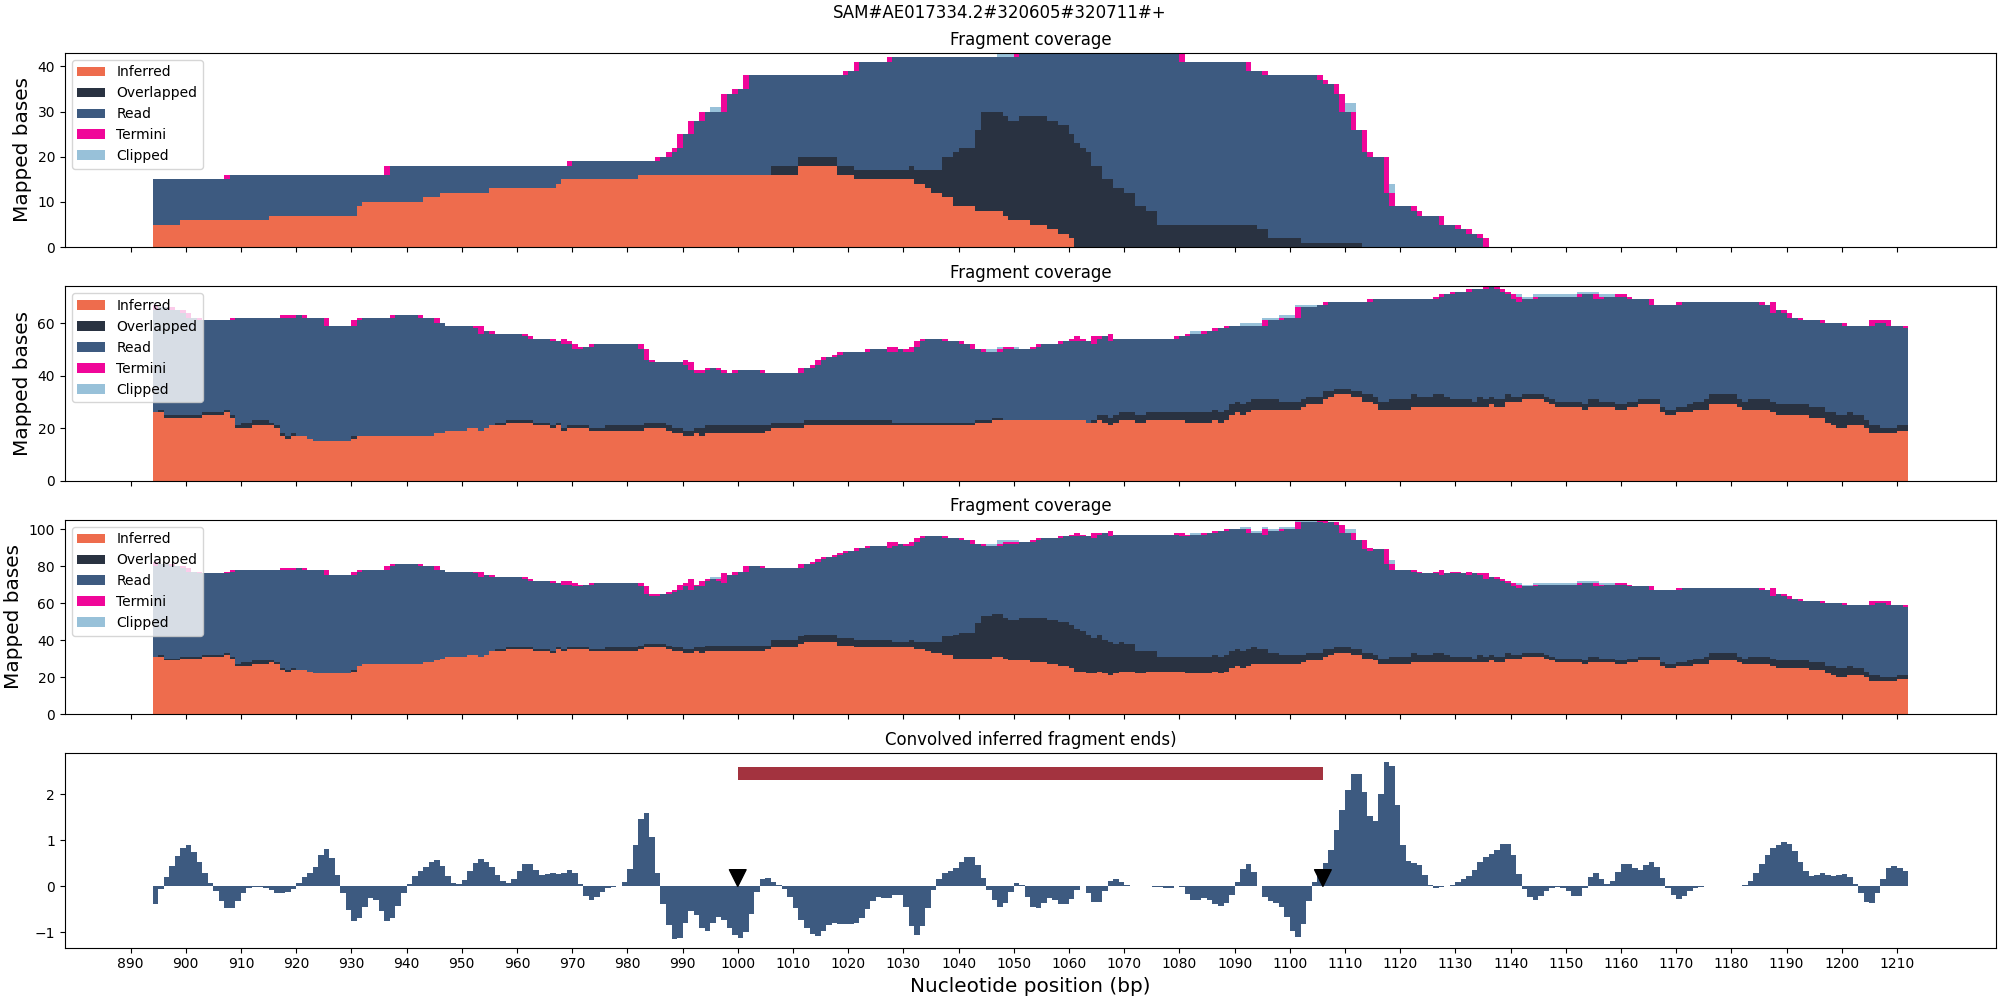 SAM#AE017334.2#320605#320711#+
Fragment coverage
Mapped bases
40
30
20
10
0
Inferred
Overlapped
Read
Termini
Clipped
Fragment coverage
Mapped bases
60
40
20
0
Inferred
Overlapped
Read
Termini
Clipped
Fragment coverage
Mapped bases
100
80
60
40
20
0
Inferred
Overlapped
Read
Termini
Clipped
Convolved inferred fragment ends)
2
1
0
−1
890 900 910 920 930 940 950 960 970 980 990 1000 1010 1020 1030 1040 1050 1060 1070 1080 1090 1100 1110 1120 1130 1140 1150 1160 1170 1180 1190 1200 1210
Nucleotide position (bp)